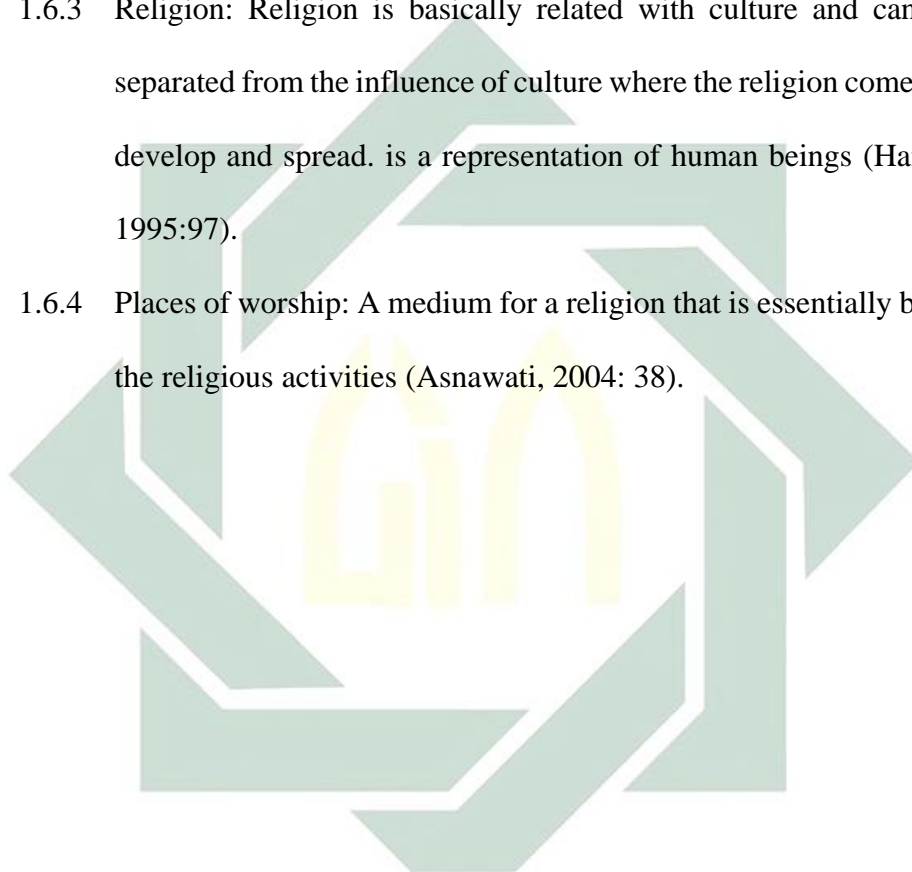 1.6.3 Religion: Religion is basically related with culture and can
separated from the influence of culture where the religion come
develop and spread. is a representation of human beings (Ha
1995:97).
1.6.4 Places of worship: A medium for a religion that is essentially b
the religious activities (Asnawati, 2004: 38).